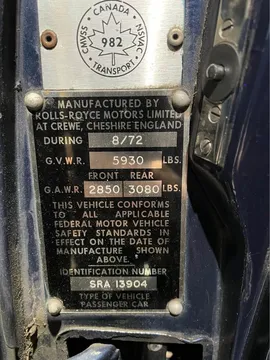 CANADA
CMVSS
982
NSVAC
TRANSPORT
MANUFACTURED BY
ROLLS-ROYCE MOTORS LIMITED
AT CREWE, CHESHIRE ENGLAND
DURING 8/72
G.V.W.R. 5930 LBS.
FRONT REAR
G.A.W.R. 2850 3080 LBS.
THIS VEHICLE CONFORMS
TO ALL APPLICABLE
FEDERAL MOTOR VEHICLE
SAFETY STANDARDS IN
EFFECT ON THE DATE OF
MANUFACTURE SHOWN
ABOVE.
IDENTIFICATION NUMBER
SRA 13904
TYPE OF VEHICLE
PASSENGER CAR